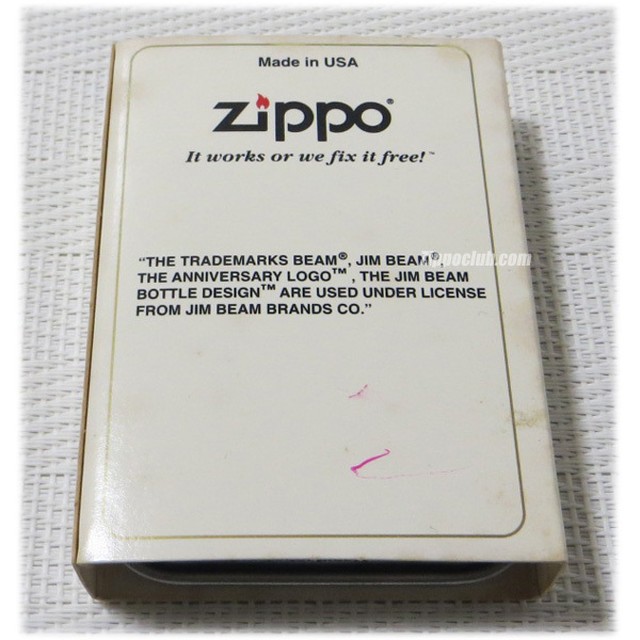 Made in USA
zippo®
It works or we fix it free!™
"THE TRADEMARKS BEAM®, JIM BEAM®,
THE ANNIVERSARY LOGO™, THE JIM BEAM
BOTTLE DESIGN™ ARE USED UNDER LICENSE
FROM JIM BEAM BRANDS CO."